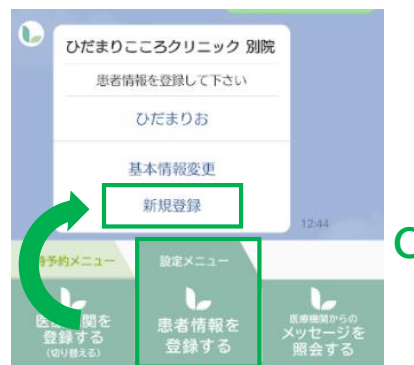 ひだまりこころクリニック 別院
患者情報を登録して下さい
ひだまりお
基本情報変更
新規登録
12:44
予約メニュー
設定メニュー
関を
登録する
(切り替える)
患者情報を
登録する
医療機関からの
メッセージを
照会する